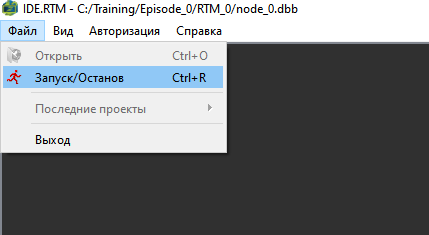 IDE.RTM - C:/Training/Episode_0/RTM_0/node_0.dbb
Файл Вид Авторизация Справка
Открыть Ctrl+O
Запуск/Останов Ctrl+R
Последние проекты
Выход